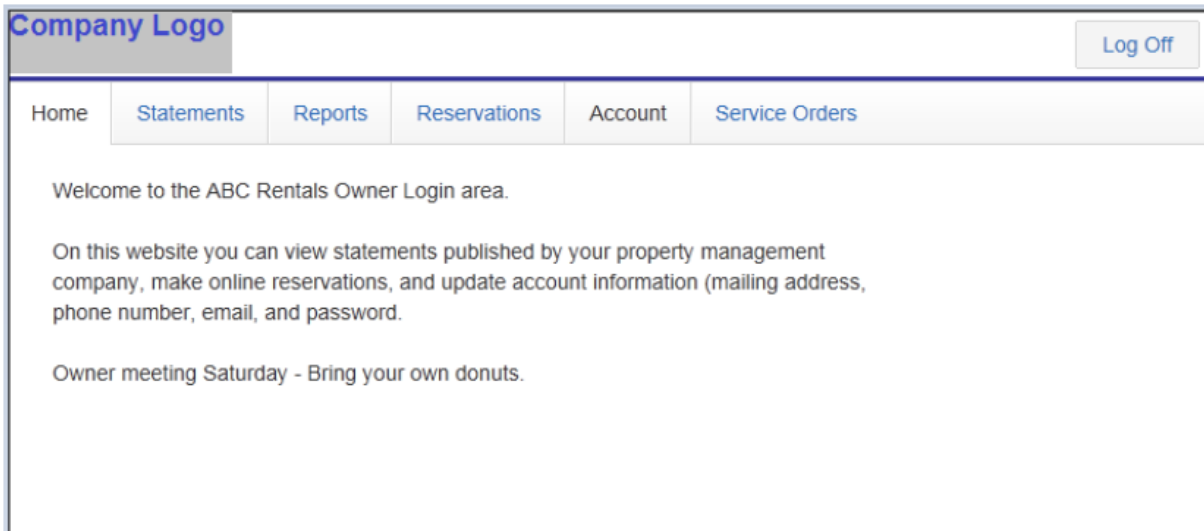 Company Logo
Log Off
Home Statements Reports Reservations Account Service Orders
Welcome to the ABC Rentals Owner Login area.
On this website you can view statements published by your property management
company, make online reservations, and update account information (mailing address,
phone number, email, and password.
Owner meeting Saturday - Bring your own donuts.